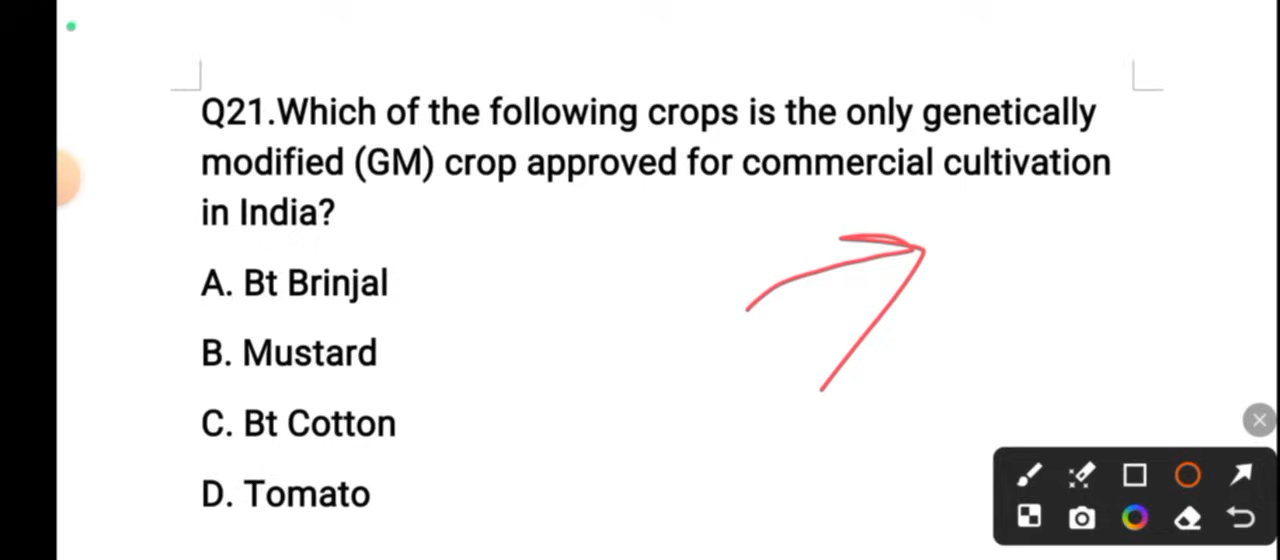 Q21.Which of the following crops is the only genetically
modified (GM) crop approved for commercial cultivation
in India?
A. Bt Brinjal
B. Mustard
C. Bt Cotton
D. Tomato